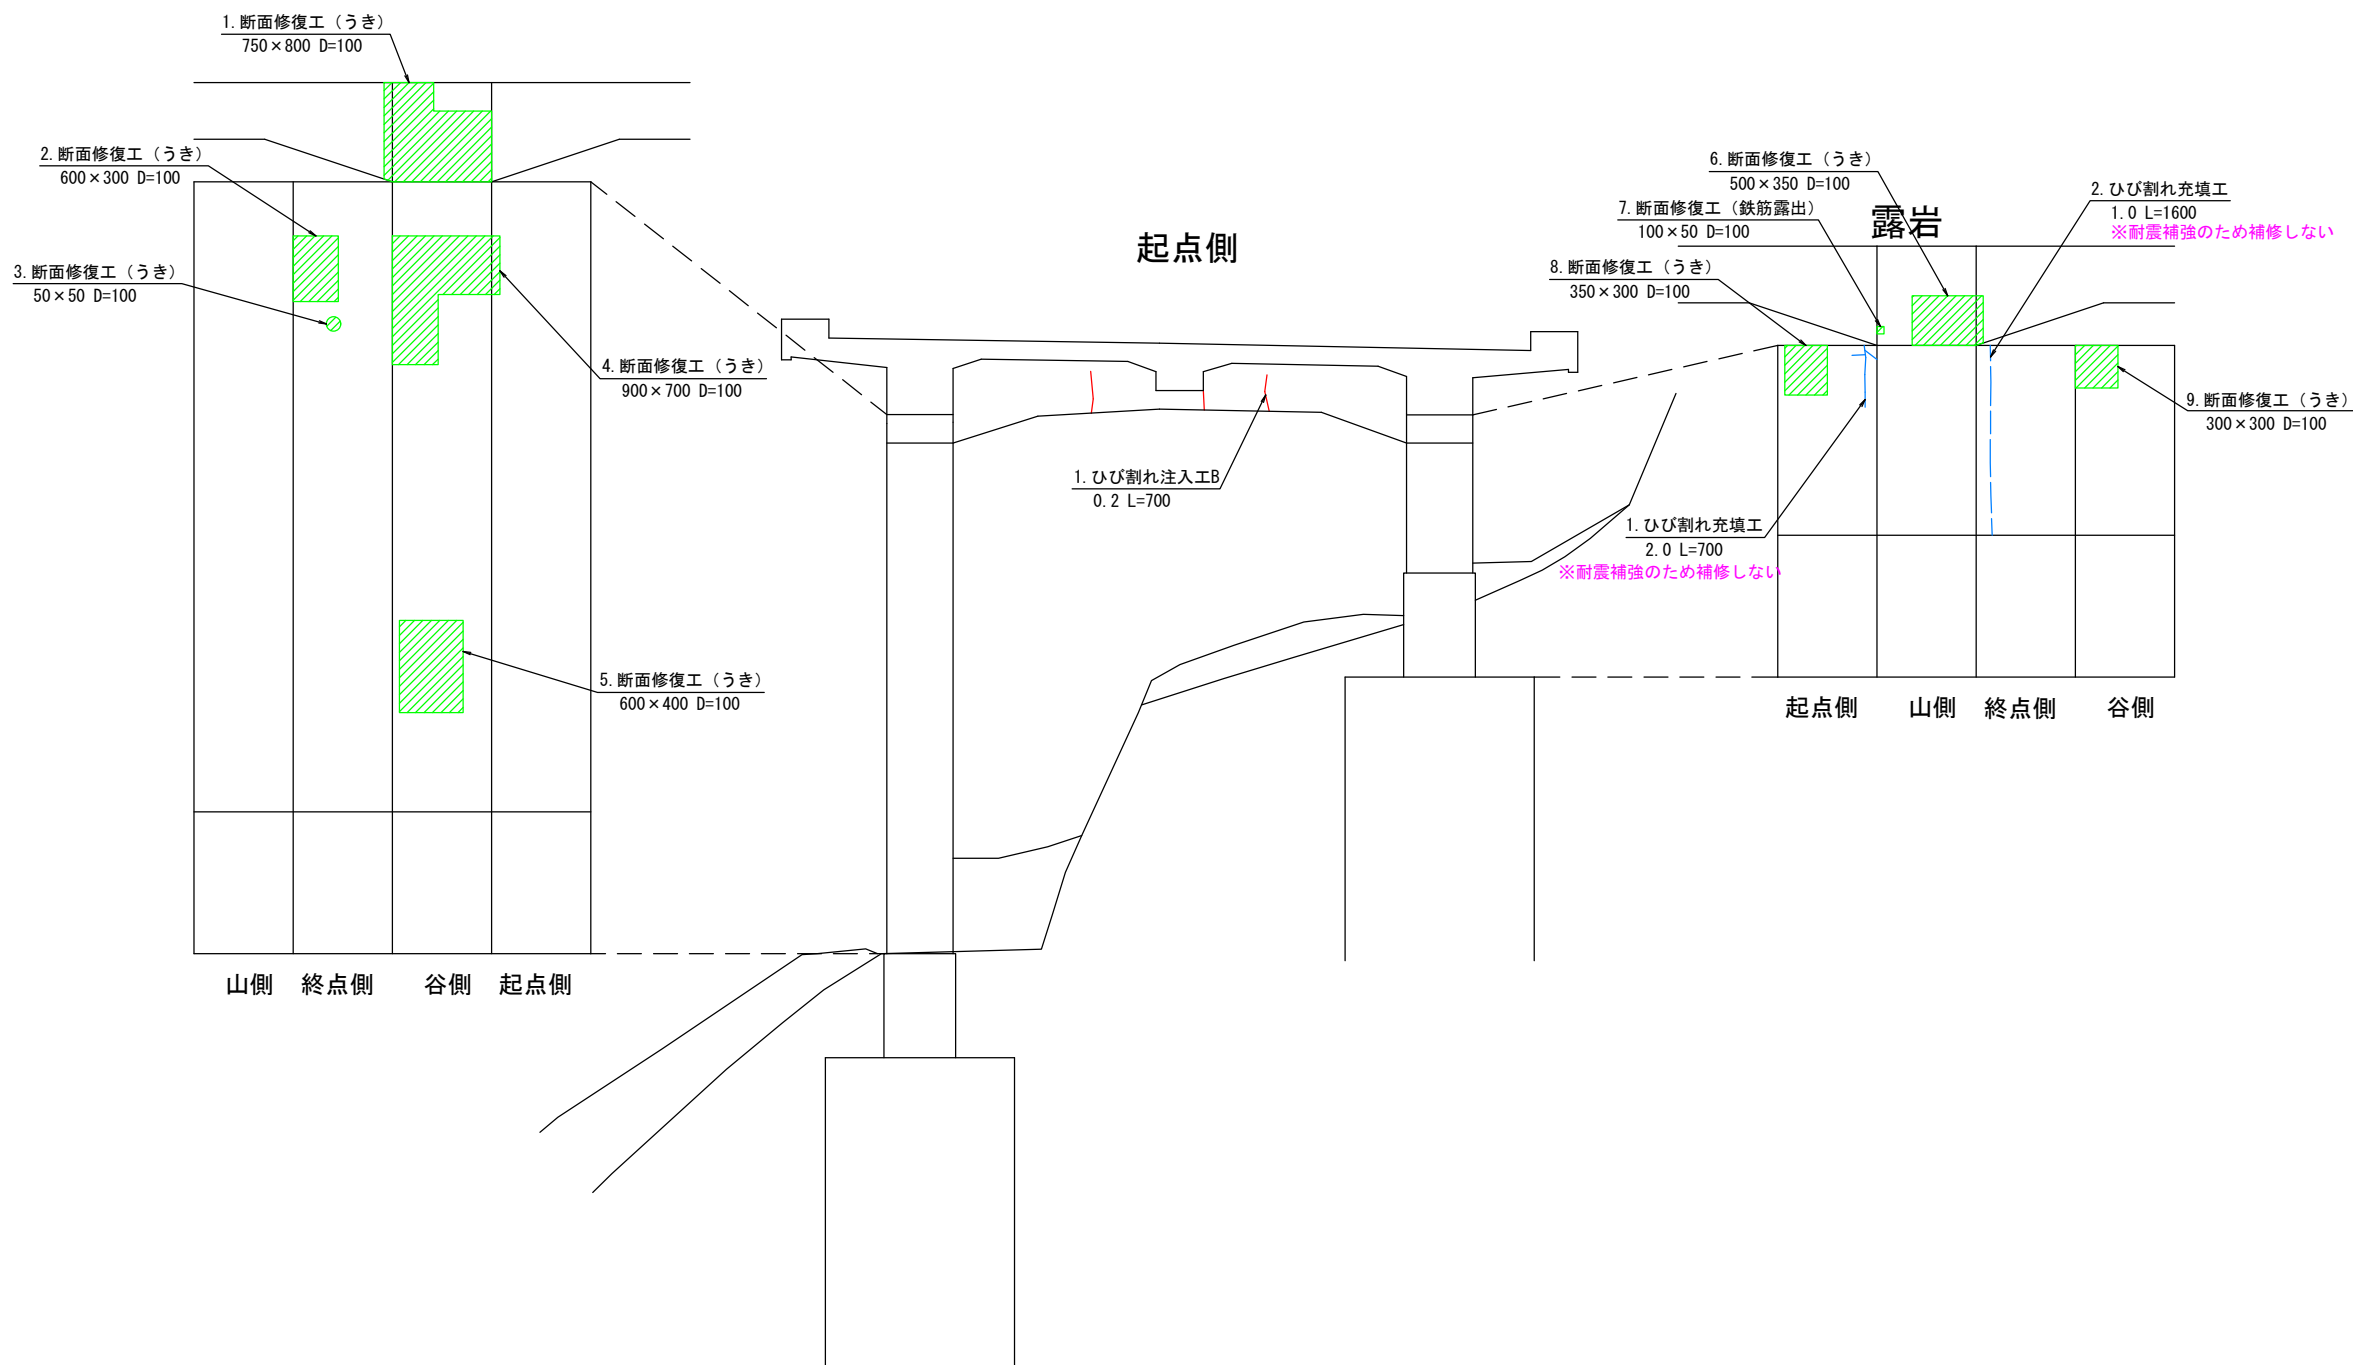 1.断面修復工（うき）
750×800 D=100
2.断面修復工（うき）
600×300 D=100
3.断面修復工（うき）
50×50 D=100
4.断面修復工（うき）
900×700 D=100
5.断面修復工（うき）
600×400 D=100
山側 終点側 谷側 起点側
起点側
1.ひび割れ注入工B
0.2 L=700
露岩
6.断面修復工（うき）
500×350 D=100
7.断面修復工（鉄筋露出）
100×50 D=100
8.断面修復工（うき）
350×300 D=100
2.ひび割れ充填工
1.0 L=1600
※耐震補強のため補修しない
9.断面修復工（うき）
300×300 D=100
1.ひび割れ充填工
2.0 L=700
※耐震補強のため補修しない
起点側 山側 終点側 谷側